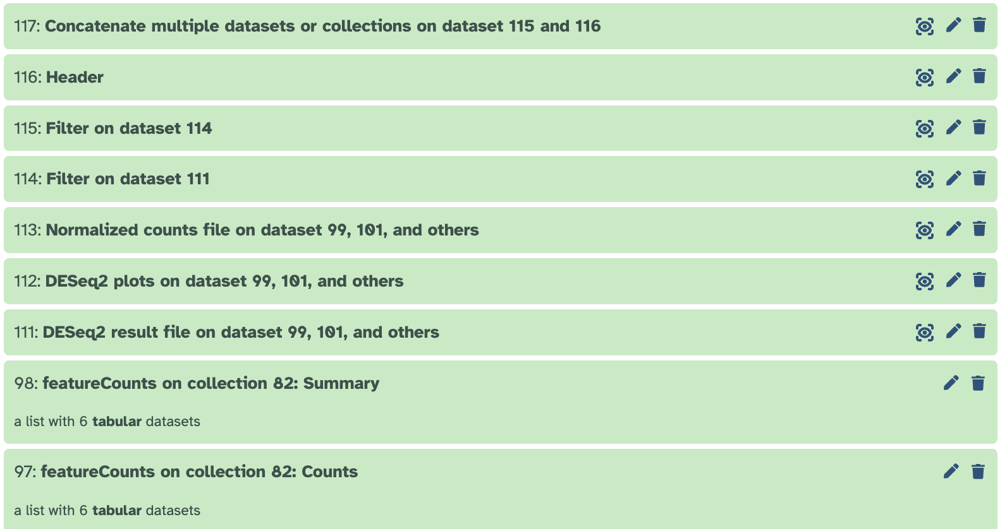 117: Concatenate multiple datasets or collections on dataset 115 and 116
116: Header
115: Filter on dataset 114
114: Filter on dataset 111
113: Normalized counts file on dataset 99, 101, and others
112: DESeq2 plots on dataset 99, 101, and others
111: DESeq2 result file on dataset 99, 101, and others
98: featureCounts on collection 82: Summary
a list with 6 tabular datasets
97: featureCounts on collection 82: Counts
a list with 6 tabular datasets